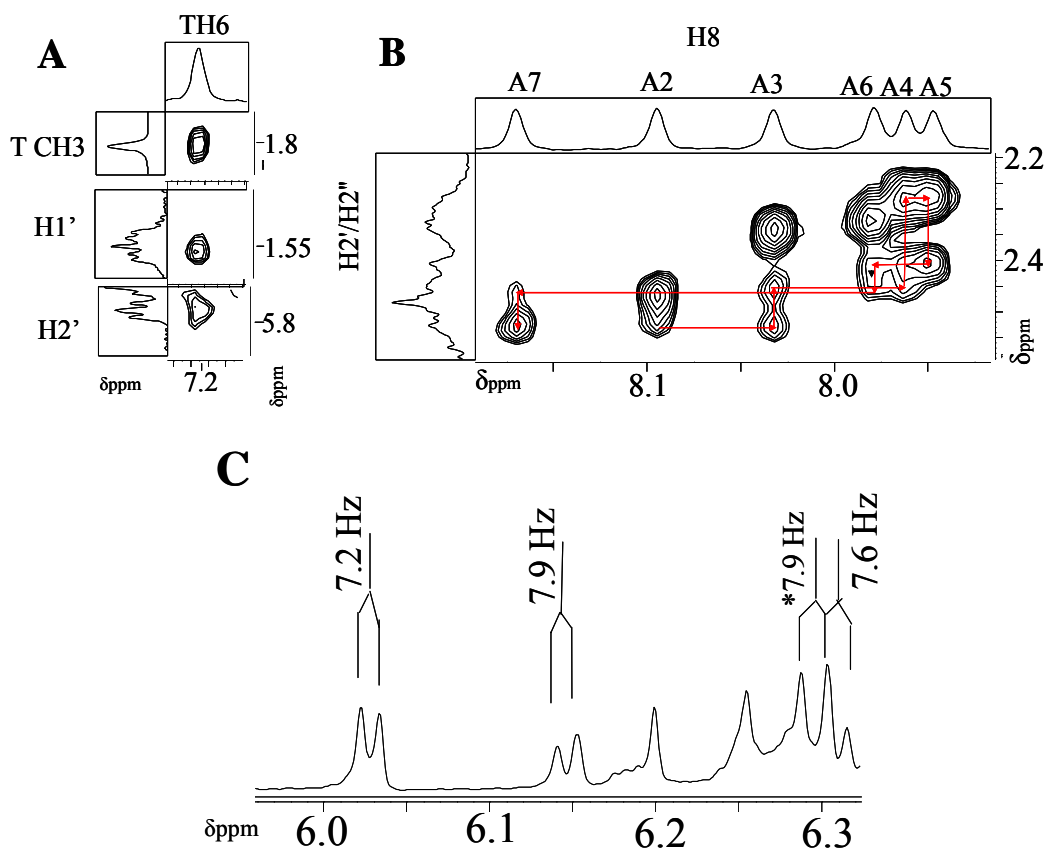 A
TH6
T CH3
H1'
H2'
1.8
1.55
5.8
δppm
7.2
δppm
B
H8
A7 A2 A3 A6 A4 A5
H2'/H2"
2.2
2.4
δppm
δppm
8.1
8.0
C
7.2 Hz
7.9 Hz
*7.9 Hz
7.6 Hz
δppm
6.0
6.1
6.2
6.3